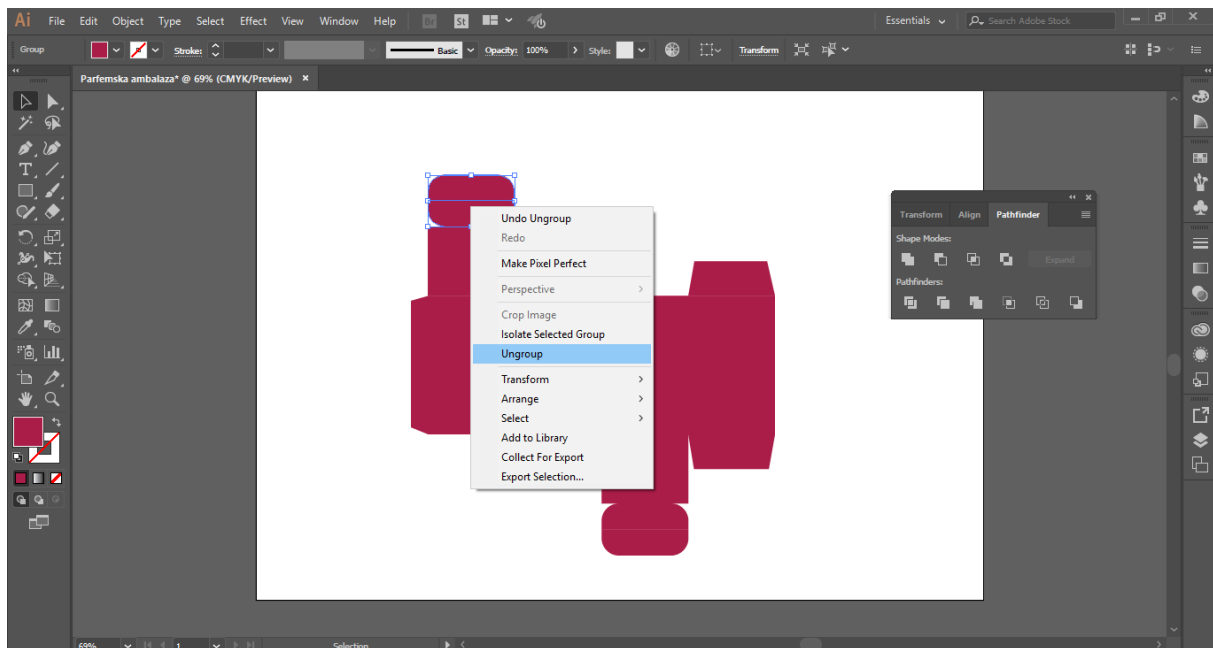 Ai File Edit Object Type Select Effect View Window Help Br St Essentials Search Adobe Stock
Group Stroke: Basic Opacity: 100% Style: Transform
Parfemska ambalaza* @ 69% (CMYK/Preview)
Undo Ungroup
Redo
Make Pixel Perfect
Perspective
Crop Image
Isolate Selected Group
Ungroup
Transform
Arrange
Select
Add to Library
Collect For Export
Export Selection...
Transform Align Pathfinder
Shape Modes:
Expand
Pathfinders:
69% 1 Selection